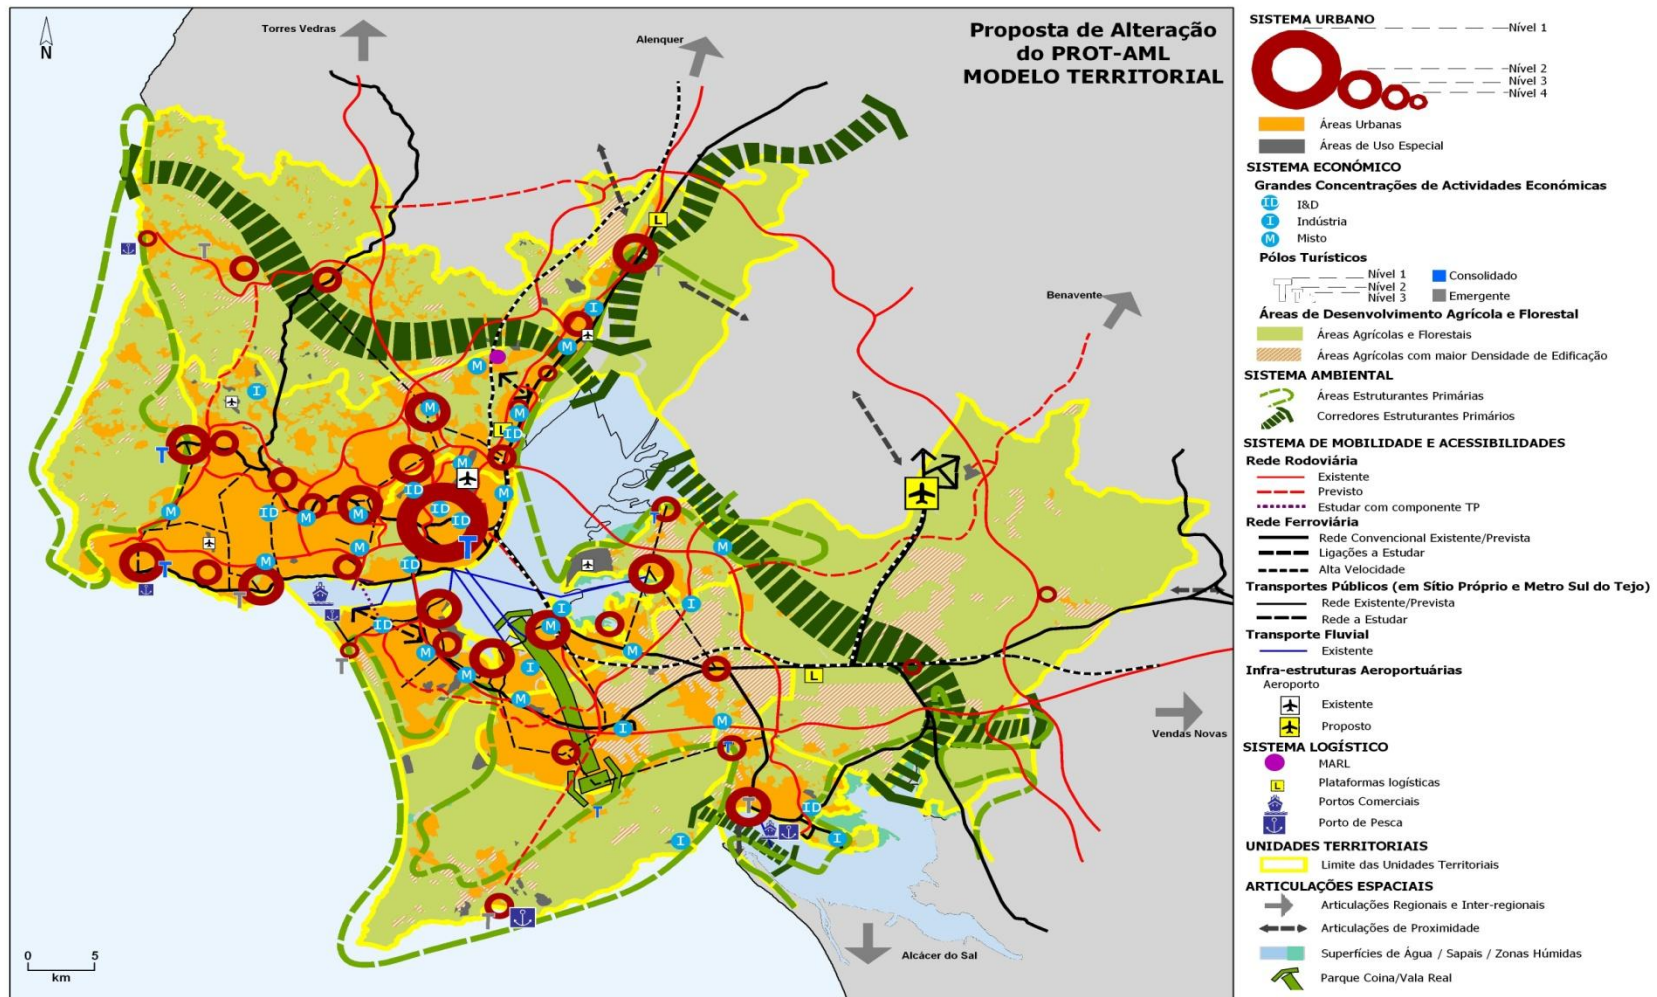 Proposta de Alteração
do PROT-AML
MODELO TERRITORIAL
N
Torres Vedras
Alenquer
Benavente
Vendas Novas
Alcácer do Sal
0 5
km
SISTEMA URBANO
Nível 1
Nível 2
Nível 3
Nível 4
Áreas Urbanas
Áreas de Uso Especial
SISTEMA ECONÓMICO
Grandes Concentrações de Actividades Económicas
ID I&D
I Indústria
M Misto
Pólos Turísticos
Nível 1
Nível 2
Nível 3
Consolidado
Emergente
Áreas de Desenvolvimento Agrícola e Florestal
Áreas Agrícolas e Florestais
Áreas Agrícolas com maior Densidade de Edificação
SISTEMA AMBIENTAL
Áreas Estruturantes Primárias
Corredores Estruturantes Primários
SISTEMA DE MOBILIDADE E ACESSIBILIDADES
Rede Rodoviária
Existente
Previsto
Estudar com componente TP
Rede Ferroviária
Rede Convencional Existente/Prevista
Ligações a Estudar
Alta Velocidade
Transportes Públicos (em Sítio Próprio e Metro Sul do Tejo)
Rede Existente/Prevista
Rede a Estudar
Transporte Fluvial
Existente
Infra-estruturas Aeroportuárias
Aeroporto
Existente
Proposto
SISTEMA LOGÍSTICO
MARL
L Plataformas logísticas
Portos Comerciais
Porto de Pesca
UNIDADES TERRITORIAIS
Limite das Unidades Territoriais
ARTICULAÇÕES ESPACIAIS
Articulações Regionais e Inter-regionais
Articulações de Proximidade
Superfícies de Água / Sapais / Zonas Húmidas
Parque Coina/Vala Real